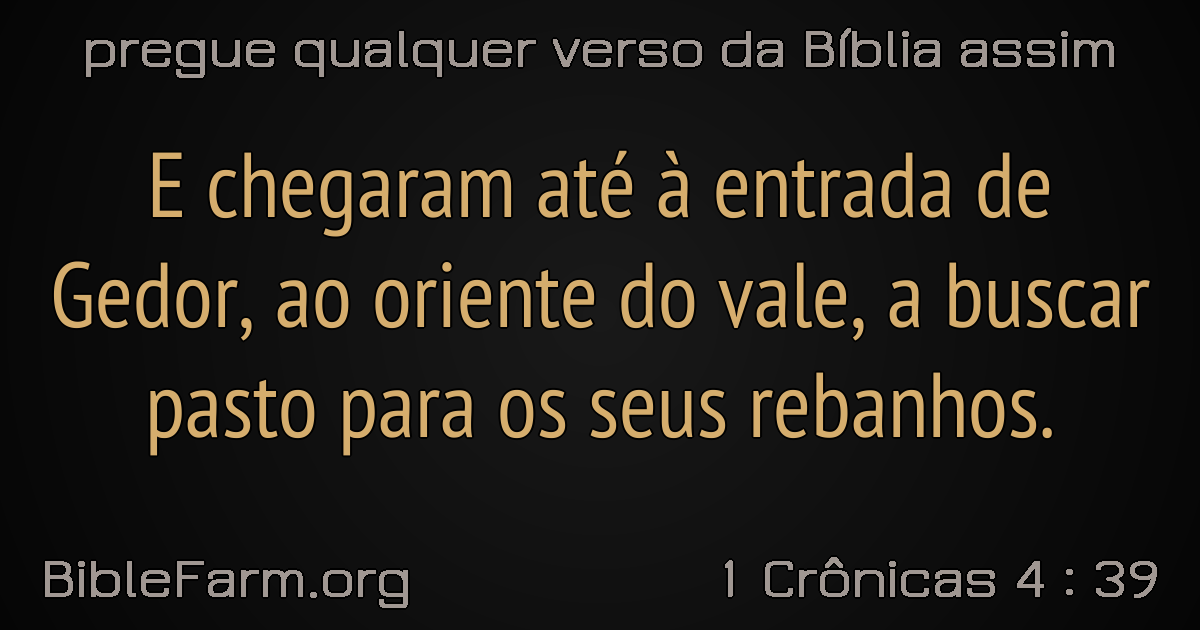 pregue qualquer verso da Bíblia assim
E chegaram até à entrada de
Gedor, ao oriente do vale, a buscar
pasto para os seus rebanhos.
BibleFarm.org
1 Crônicas 4 : 39